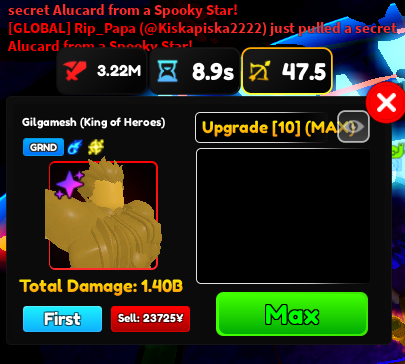 secret Alucard from a Spooky Star!
[GLOBAL] Rip_Papa (@Kiskapiska2222) just pulled a secret
Alucard from a Spooky Star!
3.22M
8.9s
47.5
Gilgamesh (King of Heroes)
GRND
Upgrade [10] (MAX)
Total Damage: 1.40B
First
Sell: 23725¥
Max